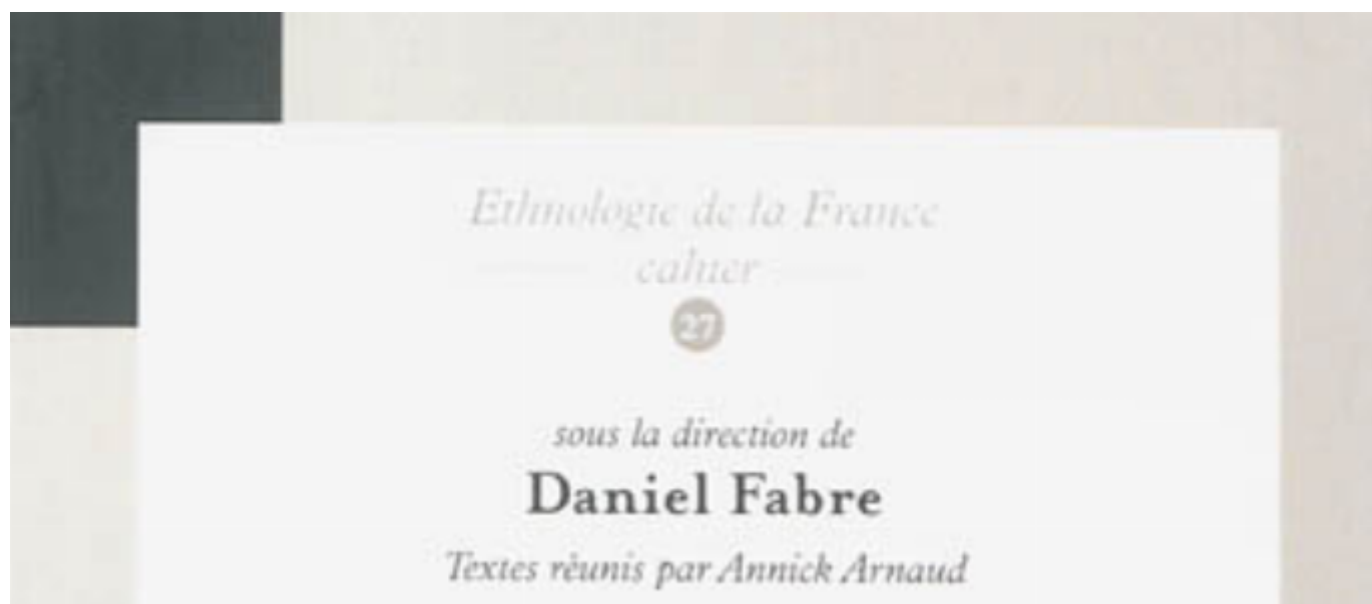 Ethnologie de la France
cahier
27
sous la direction de
Daniel Fabre
Textes réunis par Annick Arnaud